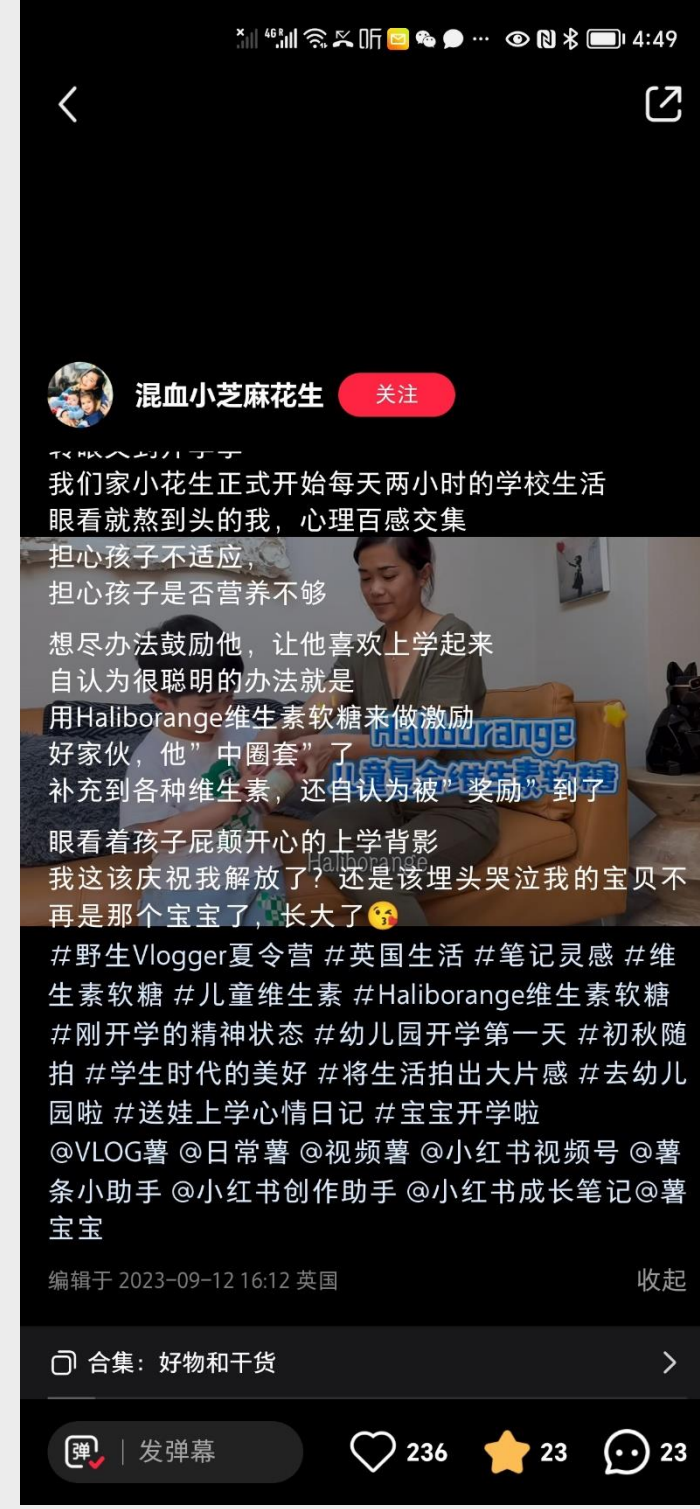 4:49
混血小芝麻花生
关注
我们家小花生正式开始每天两小时的学校生活
眼看就熬到头的我，心理百感交集
担心孩子不适应，
担心孩子是否营养不够
想尽办法鼓励他，让他喜欢上学起来
自认为很聪明的办法就是
用Haliborange维生素软糖来做激励
Haliborange
好家伙，他”中圈套”了
儿童复合维生素软糖
补充到各种维生素，还自认为被”奖励”到了
眼看着孩子屁颠开心的上学背影
Haliborange
我这该庆祝我解放了？还是该埋头哭泣我的宝贝不
再是那个宝宝了，长大了😘
#野生Vlogger夏令营 #英国生活 #笔记灵感 #维
生素软糖 #儿童维生素 #Haliborange维生素软糖
#刚开学的精神状态 #幼儿园开学第一天 #初秋随
拍 #学生时代的美好 #将生活拍出大片感 #去幼儿
园啦 #送娃上学心情日记 #宝宝开学啦
@VLOG薯 @日常薯 @视频薯 @小红书视频号 @薯
条小助手 @小红书创作助手 @小红书成长笔记@薯
宝宝
编辑于 2023-09-12 16:12 英国
收起
合集：好物和干货
弹
发弹幕
236
23
23